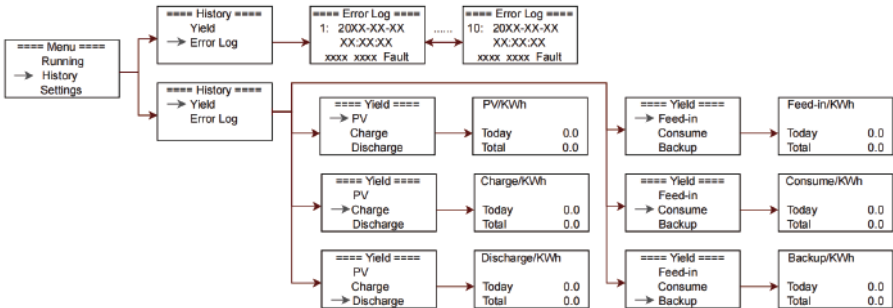 ==== Menu ====
Running
→ History
Settings
==== History ====
Yield
→ Error Log
==== Error Log ====
1: 20XX-XX-XX
XX:XX:XX
xxxx xxxx Fault
......
==== Error Log ====
10: 20XX-XX-XX
XX:XX:XX
xxxx xxxx Fault
==== History ====
→ Yield
Error Log
==== Yield ====
→ PV
Charge
Discharge
PV/KWh
Today 0.0
Total 0.0
==== Yield ====
→ Feed-in
Consume
Backup
Feed-in/KWh
Today 0.0
Total 0.0
==== Yield ====
PV
→ Charge
Discharge
Charge/KWh
Today 0.0
Total 0.0
==== Yield ====
Feed-in
→ Consume
Backup
Consume/KWh
Today 0.0
Total 0.0
==== Yield ====
PV
Charge
→ Discharge
Discharge/KWh
Today 0.0
Total 0.0
==== Yield ====
Feed-in
Consume
→ Backup
Backup/KWh
Today 0.0
Total 0.0